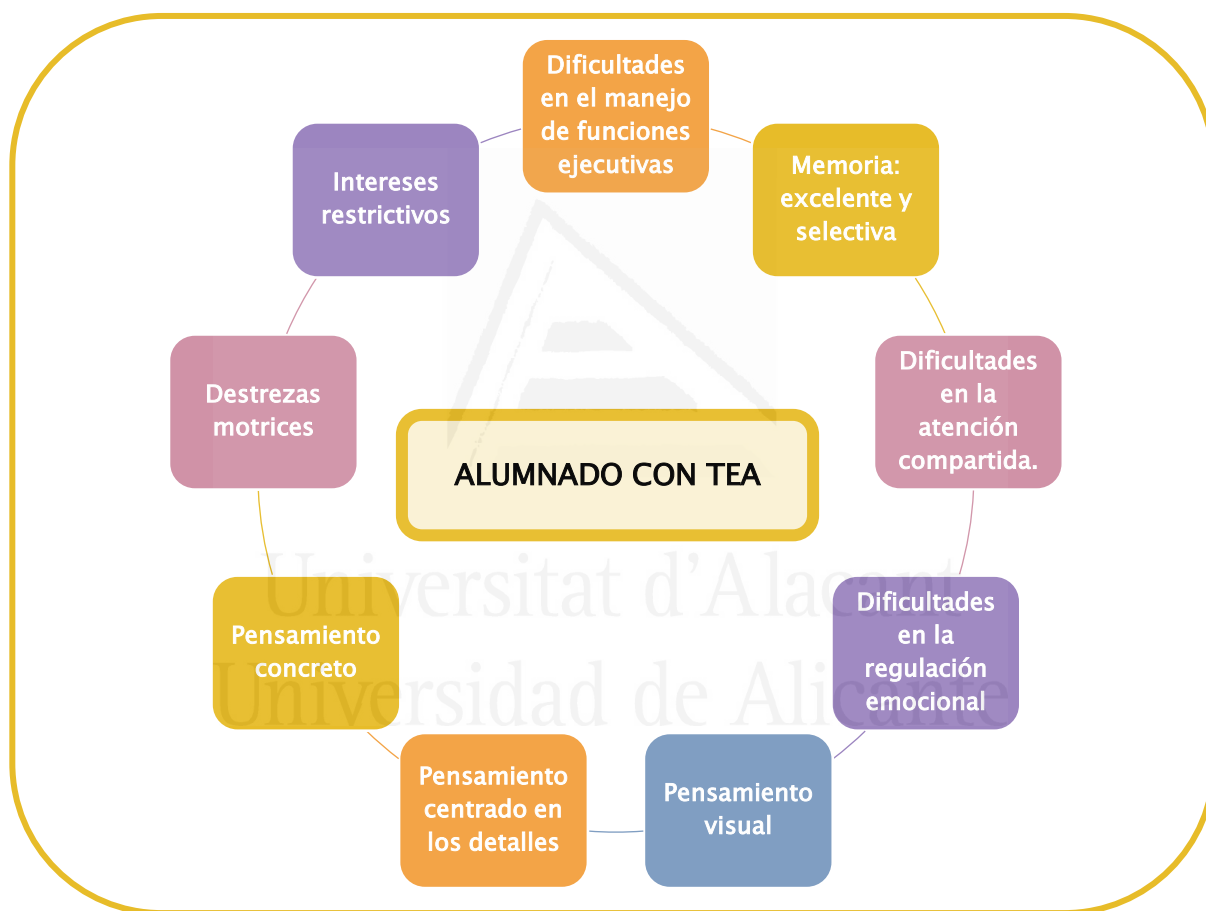 Dificultades
en el manejo
de funciones
ejecutivas
Memoria:
excelente y
selectiva
Dificultades
en la
atención
compartida.
Dificultades
en la
regulación
emocional
Pensamiento
visual
Pensamiento
centrado en
los detalles
Pensamiento
concreto
Destrezas
motrices
Intereses
restrictivos
ALUMNADO CON TEA
Universitat d'Alacant
Universidad de Alicante